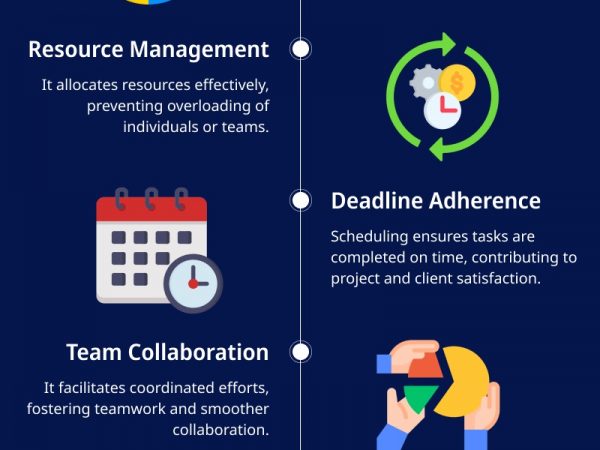 Resource Management
It allocates resources effectively,
preventing overloading of
individuals or teams.
Deadline Adherence
Scheduling ensures tasks are
completed on time, contributing to
project and client satisfaction.
Team Collaboration
It facilitates coordinated efforts,
fostering teamwork and smoother
collaboration.